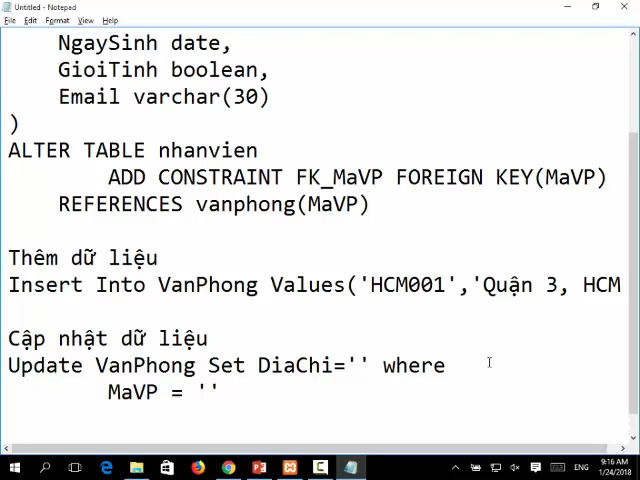 Untitled - Notepad
File Edit Format View Help
NgaySinh date,
GioiTinh boolean,
Email varchar(30)
)
ALTER TABLE nhanvien
ADD CONSTRAINT FK_MaVP FOREIGN KEY(MaVP)
REFERENCES vanphong(MaVP)
Thêm dữ liệu
Insert Into VanPhong Values('HCM001','Quận 3, HCM
Cập nhật dữ liệu
Update VanPhong Set DiaChi='' where
MaVP = ''
ENG
9:16 AM
1/24/2018